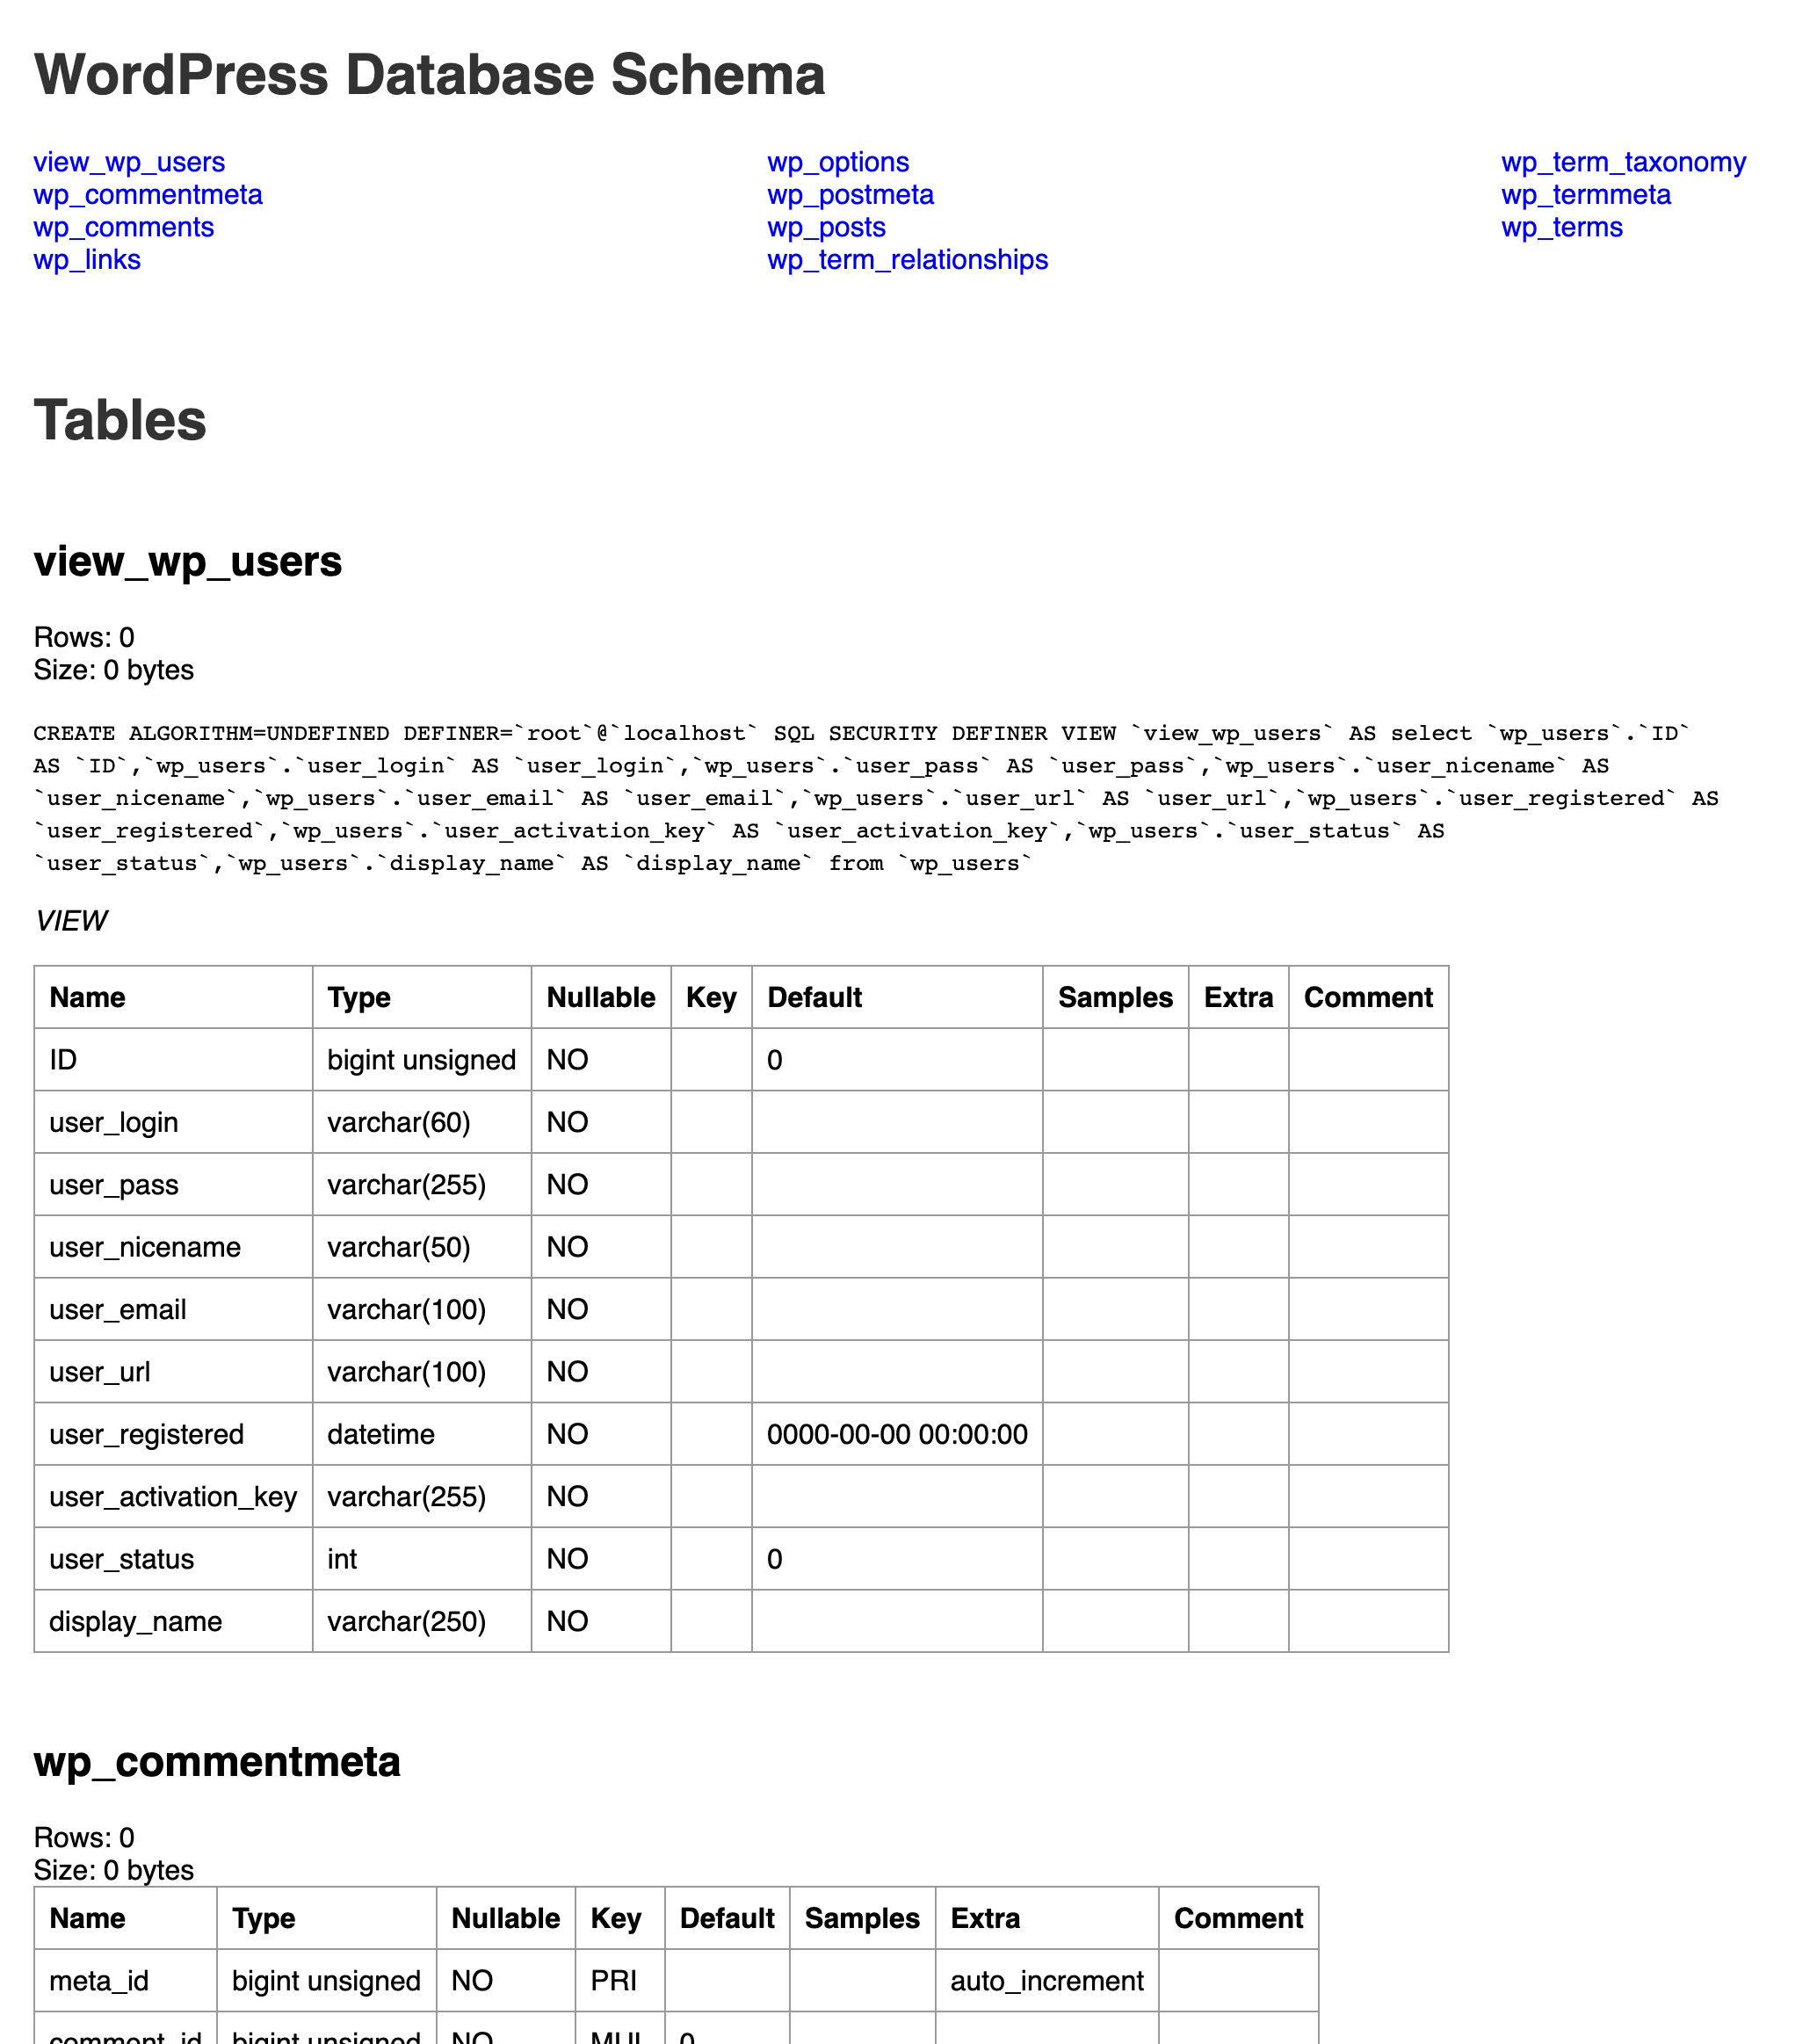 WordPress Database Schema
view_wp_users
wp_commentmeta
wp_comments
wp_links
wp_options
wp_postmeta
wp_posts
wp_term_relationships
wp_term_taxonomy
wp_termmeta
wp_terms
Tables
view_wp_users
Rows: 0
Size: 0 bytes
CREATE ALGORITHM=UNDEFINED DEFINER=`root`@`localhost` SQL SECURITY DEFINER VIEW `view_wp_users` AS select `wp_users`.`ID`
AS `ID`,`wp_users`.`user_login` AS `user_login`,`wp_users`.`user_pass` AS `user_pass`,`wp_users`.`user_nicename` AS
`user_nicename`,`wp_users`.`user_email` AS `user_email`,`wp_users`.`user_url` AS `user_url`,`wp_users`.`user_registered` AS
`user_registered`,`wp_users`.`user_activation_key` AS `user_activation_key`,`wp_users`.`user_status` AS
`user_status`,`wp_users`.`display_name` AS `display_name` from `wp_users`
VIEW
Name Type Nullable Key Default Samples Extra Comment
ID bigint unsigned NO 0
user_login varchar(60) NO
user_pass varchar(255) NO
user_nicename varchar(50) NO
user_email varchar(100) NO
user_url varchar(100) NO
user_registered datetime NO 0000-00-00 00:00:00
user_activation_key varchar(255) NO
user_status int NO 0
display_name varchar(250) NO
wp_commentmeta
Rows: 0
Size: 0 bytes
Name Type Nullable Key Default Samples Extra Comment
meta_id bigint unsigned NO PRI auto_increment
comment_id bigint unsigned NO MUL 0